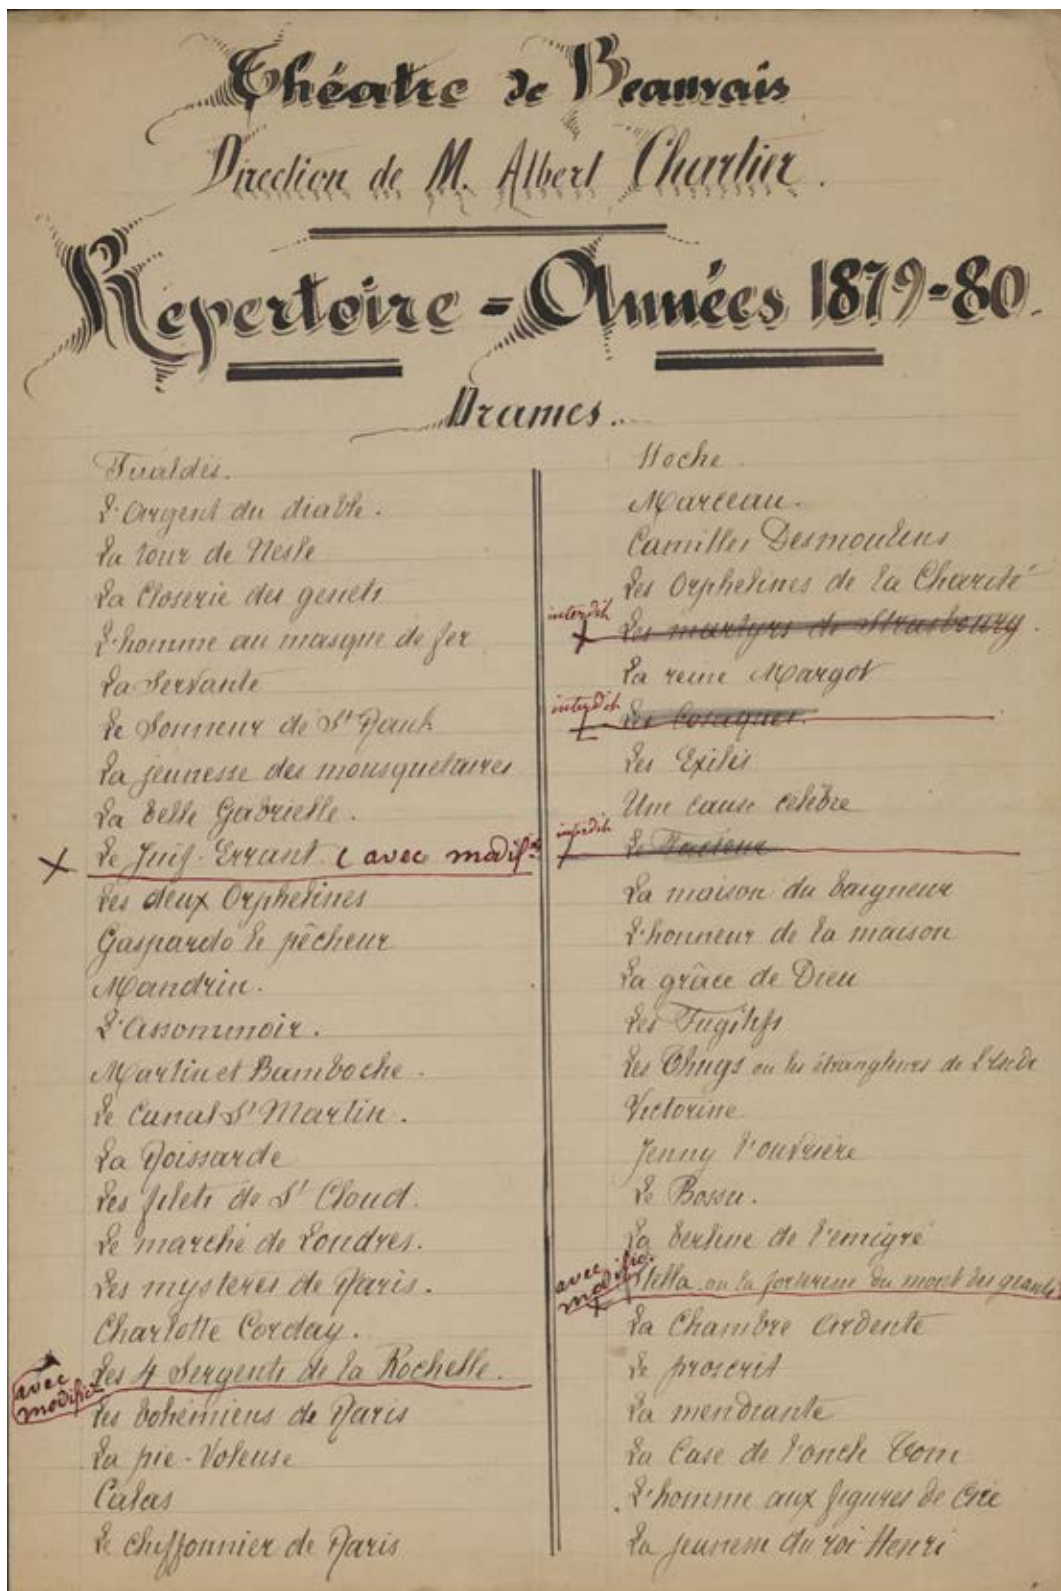 Théatre de Beauvais
Direction de M. Albert Chartier.
Répertoire = Années 1879-80.
Drames.
Fualdès.
L'Argent du diable.
La tour de Nesle
La Closerie des genets
L'homme au masque de fer
La Servante
Le Sonneur de St Paul
La jeunesse des mousquetaires
La belle Gabrielle.
Le Juif-Errant (avec modif
Les deux Orphelines
Gaspardo le pêcheur
Mandrin.
L'Assommoir.
Martin et Bamboche.
Le Canal St Martin.
La Poissarde
Les filets de St Cloud.
Le marché de Londres.
Les mystères de Paris.
Charlotte Corday.
Les 4 Sergents de la Rochelle.
avec
modific
Les bohémiens de Paris
La pie-Voleuse
Calas
Le chiffonnier de Paris
Hoche
Marceau.
Camilles Desmoulins
Les Orphelines de la Charité
interdit
Les martyrs de Strasbourg.
La reine Margot
interdit
Les Cosaques.
Les Exilés
Une cause célèbre
interdit
Le
La maison du baigneur
L'honneur de la maison
La grâce de Dieu
Les Fugitifs
Les Thugs ou les étrangleurs de l'Inde
Victorine
Jenny l'ouvrière
Le Bossu.
La berline de l'émigré
avec
modific.
Stella ou la forteresse du mont des géants
La Chambre Ardente
Le proscrit
La mendiante
La Case de l'oncle Tom
L'homme aux figures de Cire
La jeunesse du roi Henri